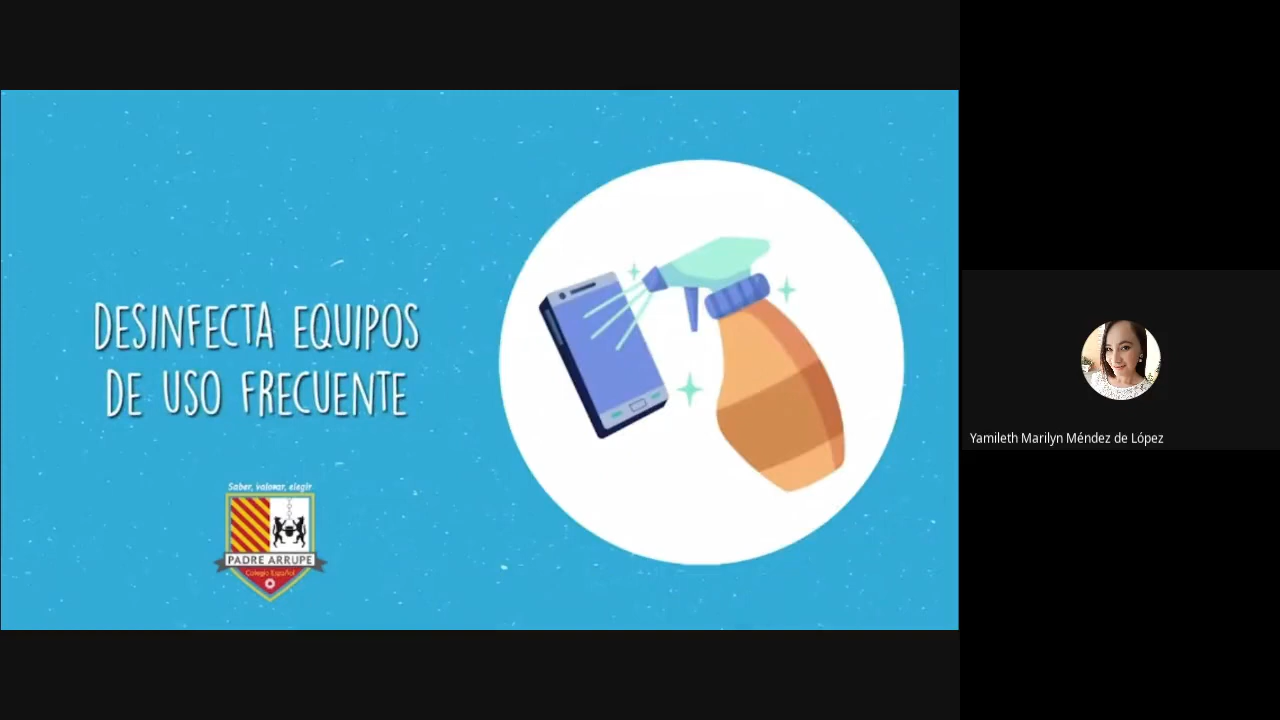 DESINFECTA EQUIPOS
DE USO FRECUENTE
Saber, valorar, elegir
PADRE ARRUPE
Colegio Español
Yamileth Marilyn Méndez de López